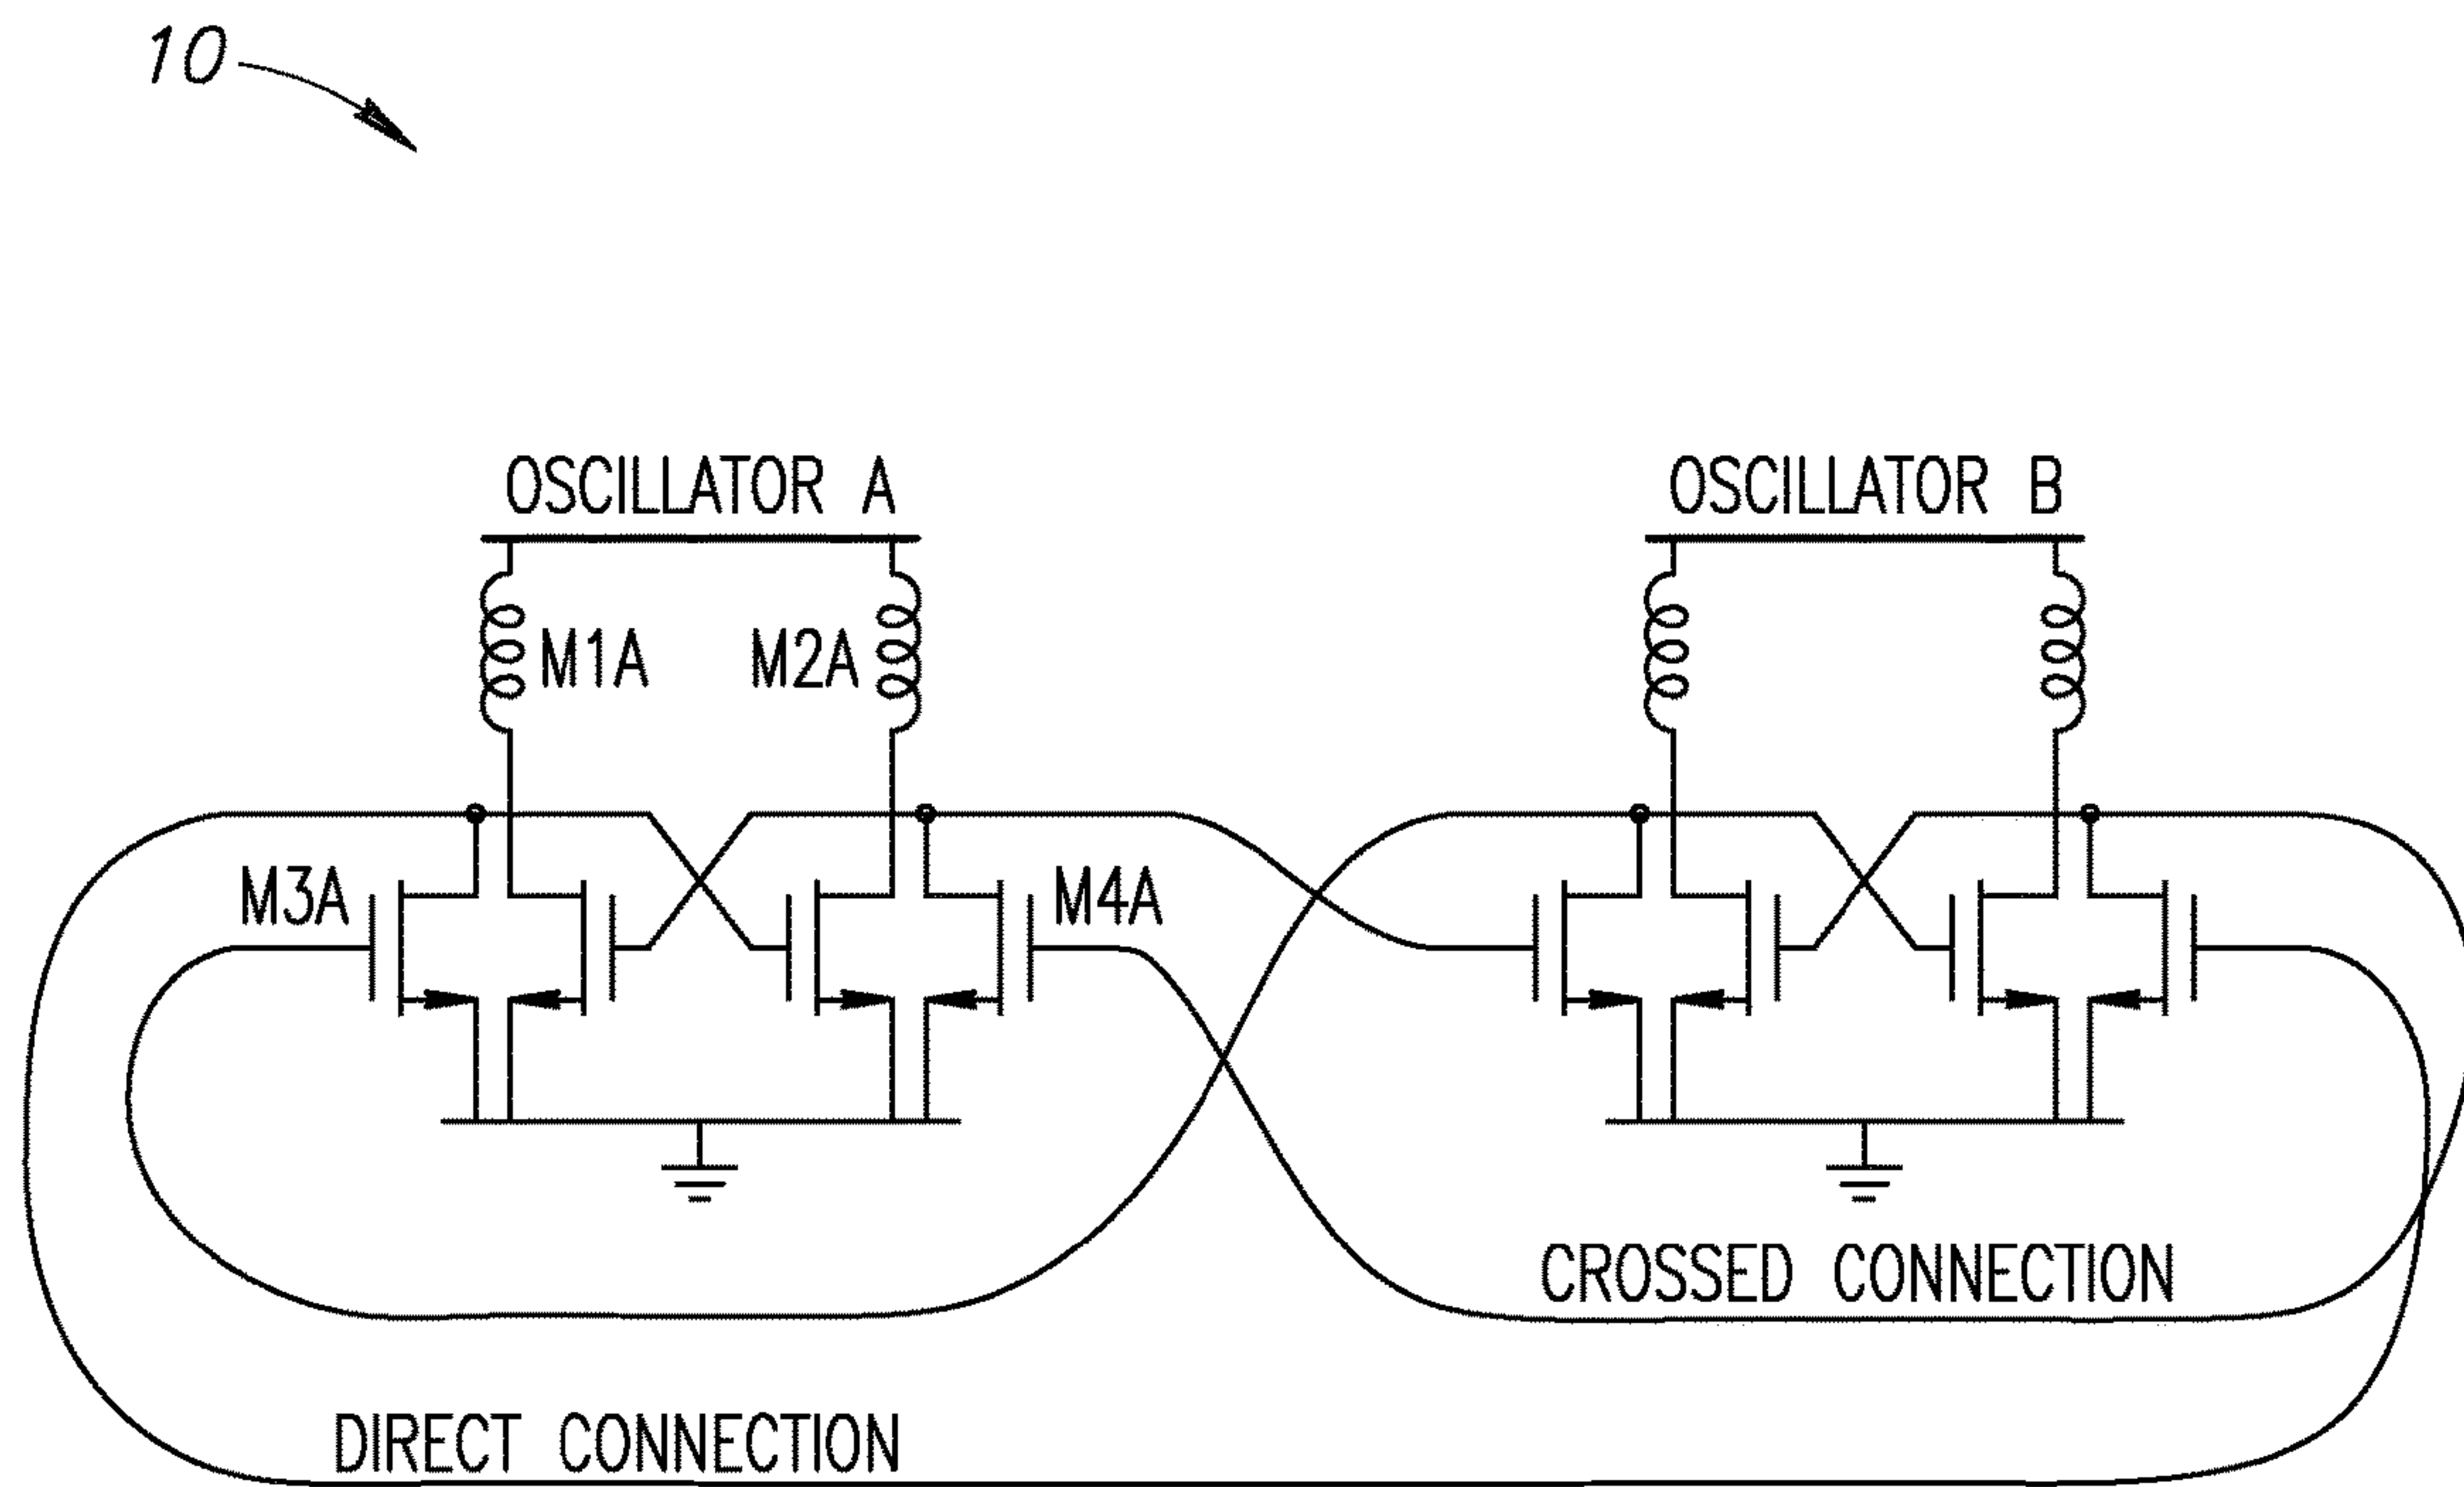 10
OSCILLATOR A
OSCILLATOR B
M1A
M2A
M3A
M4A
CROSSED CONNECTION
DIRECT CONNECTION